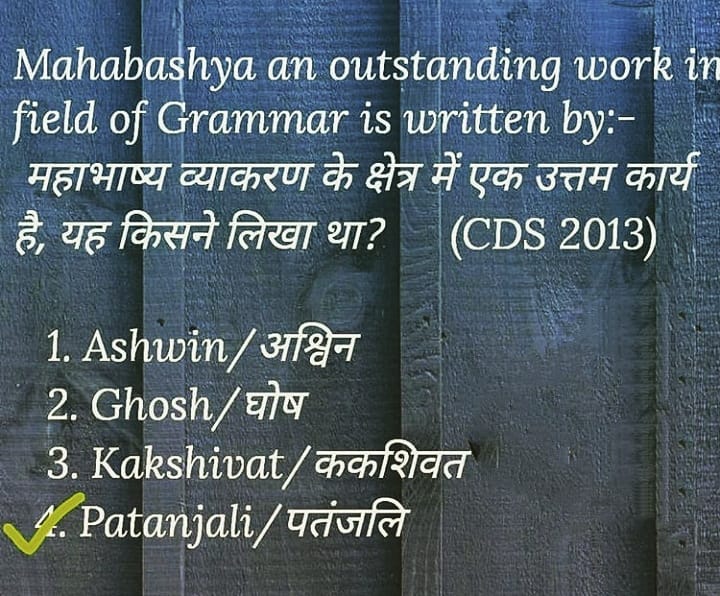 Mahabashya an outstanding work in
field of Grammar is written by:-
महाभाष्य व्याकरण के क्षेत्र में एक उत्तम कार्य
है, यह किसने लिखा था? (CDS 2013)
1. Ashwin/अश्विन
2. Ghosh/घोष
3. Kakshivat/ककशिवत
4. Patanjali/पतंजलि